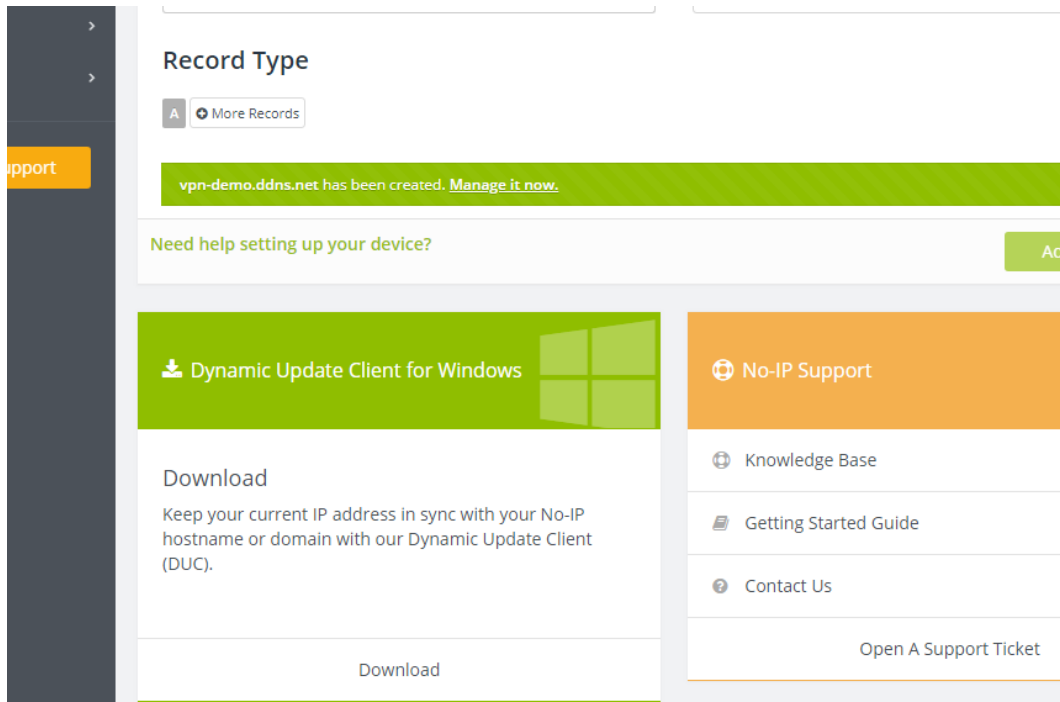 Record Type
A More Records
upport
vpn-demo.ddns.net has been created. Manage it now.
Need help setting up your device?
Dynamic Update Client for Windows
No-IP Support
Download
Keep your current IP address in sync with your No-IP
hostname or domain with our Dynamic Update Client
(DUC).
Download
Knowledge Base
Getting Started Guide
Contact Us
Open A Support Ticket